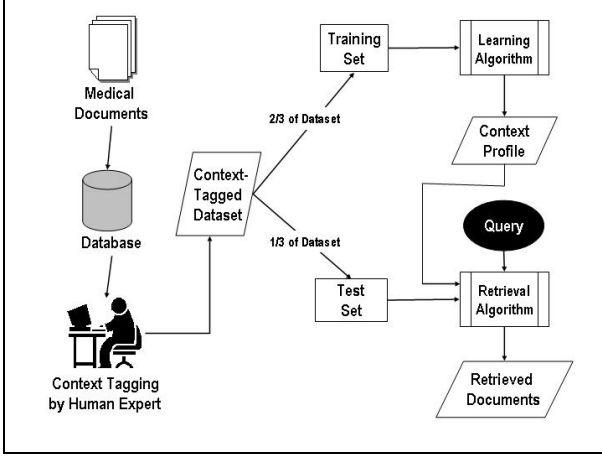 Medical
Documents
Database
Context Tagging
by Human Expert
Context-
Tagged
Dataset
2/3 of Dataset
1/3 of Dataset
Training
Set
Test
Set
Learning
Algorithm
Context
Profile
Query
Retrieval
Algorithm
Retrieved
Documents